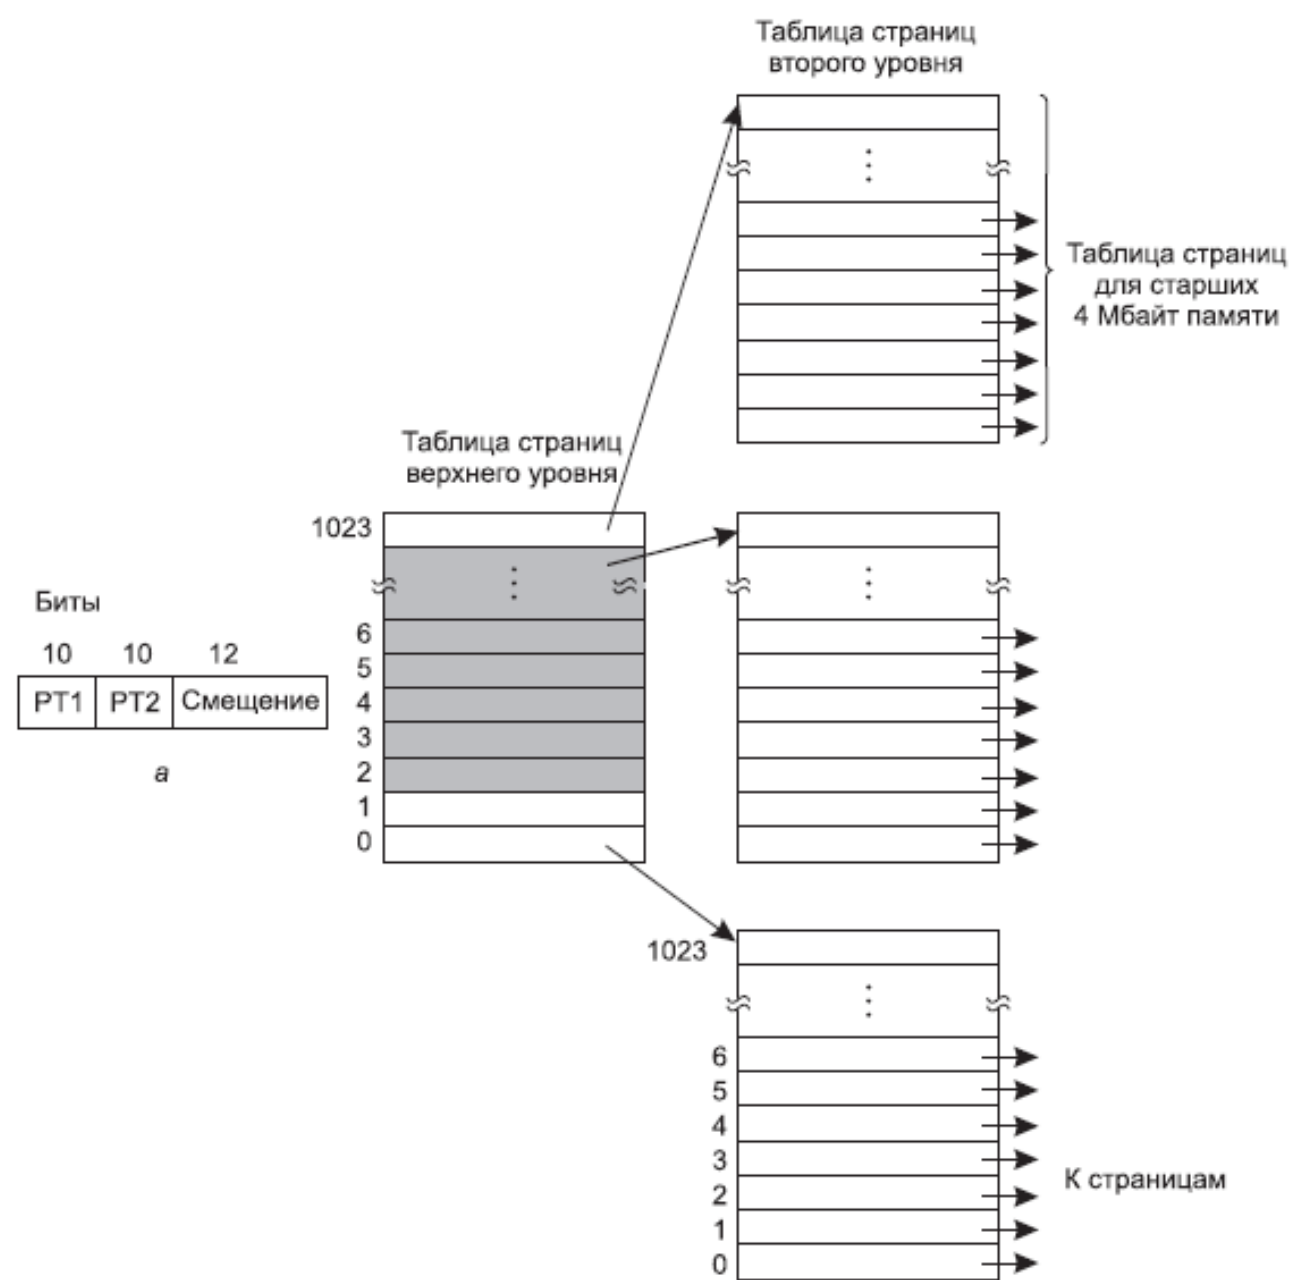 Таблица страниц
второго уровня
Таблица страниц
для старших
4 Мбайт памяти
Таблица страниц
верхнего уровня
1023
6
5
4
3
2
1
0
Биты
10 10 12
PT1 PT2 Смещение
а
1023
6
5
4
3
2
1
0
К страницам